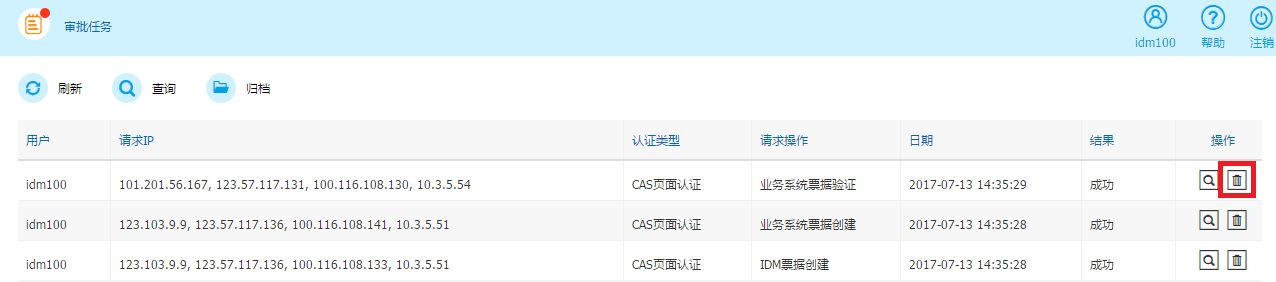 审批任务
idm100 帮助 注销
刷新 查询 归档
用户 请求IP 认证类型 请求操作 日期 结果 操作
idm100 101.201.56.167, 123.57.117.131, 100.116.108.130, 10.3.5.54 CAS页面认证 业务系统票据验证 2017-07-13 14:35:29 成功
idm100 123.103.9.9, 123.57.117.136, 100.116.108.141, 10.3.5.51 CAS页面认证 业务系统票据创建 2017-07-13 14:35:28 成功
idm100 123.103.9.9, 123.57.117.136, 100.116.108.133, 10.3.5.51 CAS页面认证 IDM票据创建 2017-07-13 14:35:28 成功